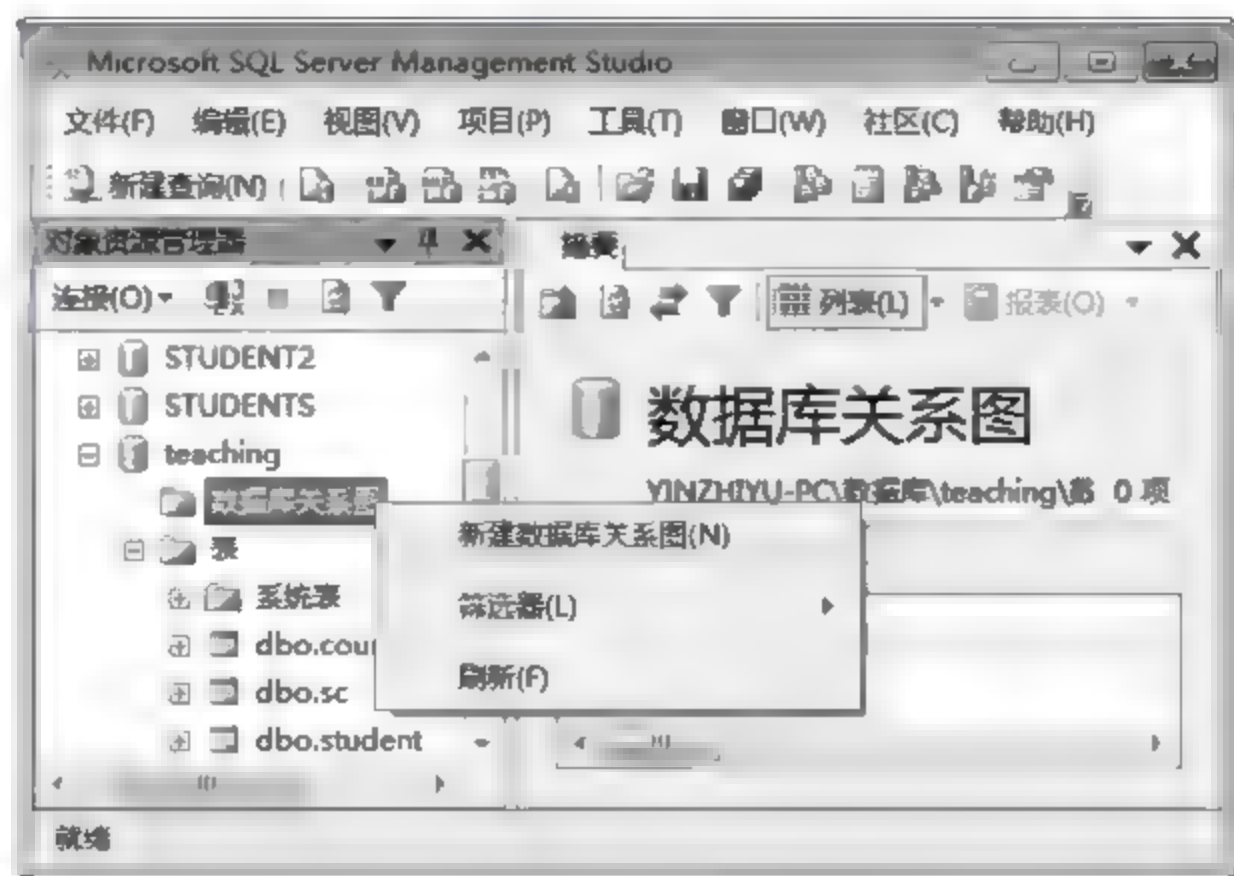 Microsoft SQL Server Management Studio
文件(F) 编辑(E) 视图(V) 项目(P) 工具(T) 窗口(W) 社区(C) 帮助(H)
新建查询(N)
对象资源管理器
摘要
连接(O)
列表(L) 报表(O)
STUDENT2
STUDENTS
teaching
数据库关系图
表
系统表
dbo.cour
dbo.sc
dbo.student
数据库关系图
YINZHIYU-PC\数据库\teaching\数 0 项
新建数据库关系图(N)
筛选器(L)
刷新(F)
就绪